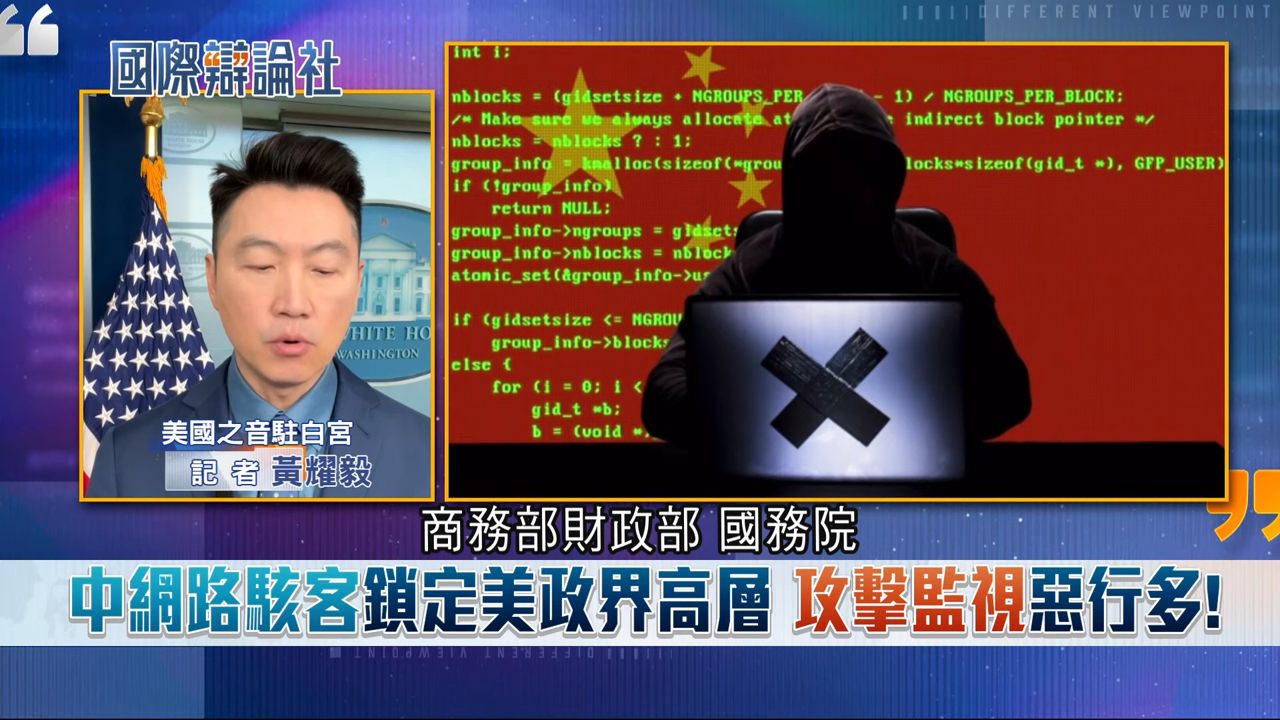 DIFFERENT VIEWPOINT
國際辯論社
WHITE HO
WASHINGTON
美國之音駐白宮
記者 黃耀毅
int i;
nblocks = (gidsetsize + NGROUPS_PER - 1) / NGROUPS_PER_BLOCK;
/* Make sure we always allocate at indirect block pointer */
nblocks = nblocks ? : 1;
group_info = kmalloc(sizeof(*grou locks*sizeof(gid_t *), GFP_USER)
if (!group_info)
return NULL;
group_info->ngroups = gidsets
group_info->nblocks = nblock
atomic_set(&group_info->us
if (gidsetsize <= NGROU
group_info->blocks
else {
for (i = 0; i <
gid_t *b;
b = (void *)
商務部財政部 國務院
中網路駭客鎖定美政界高層 攻擊監視惡行多!
DIFFERENT VIEWPOINT